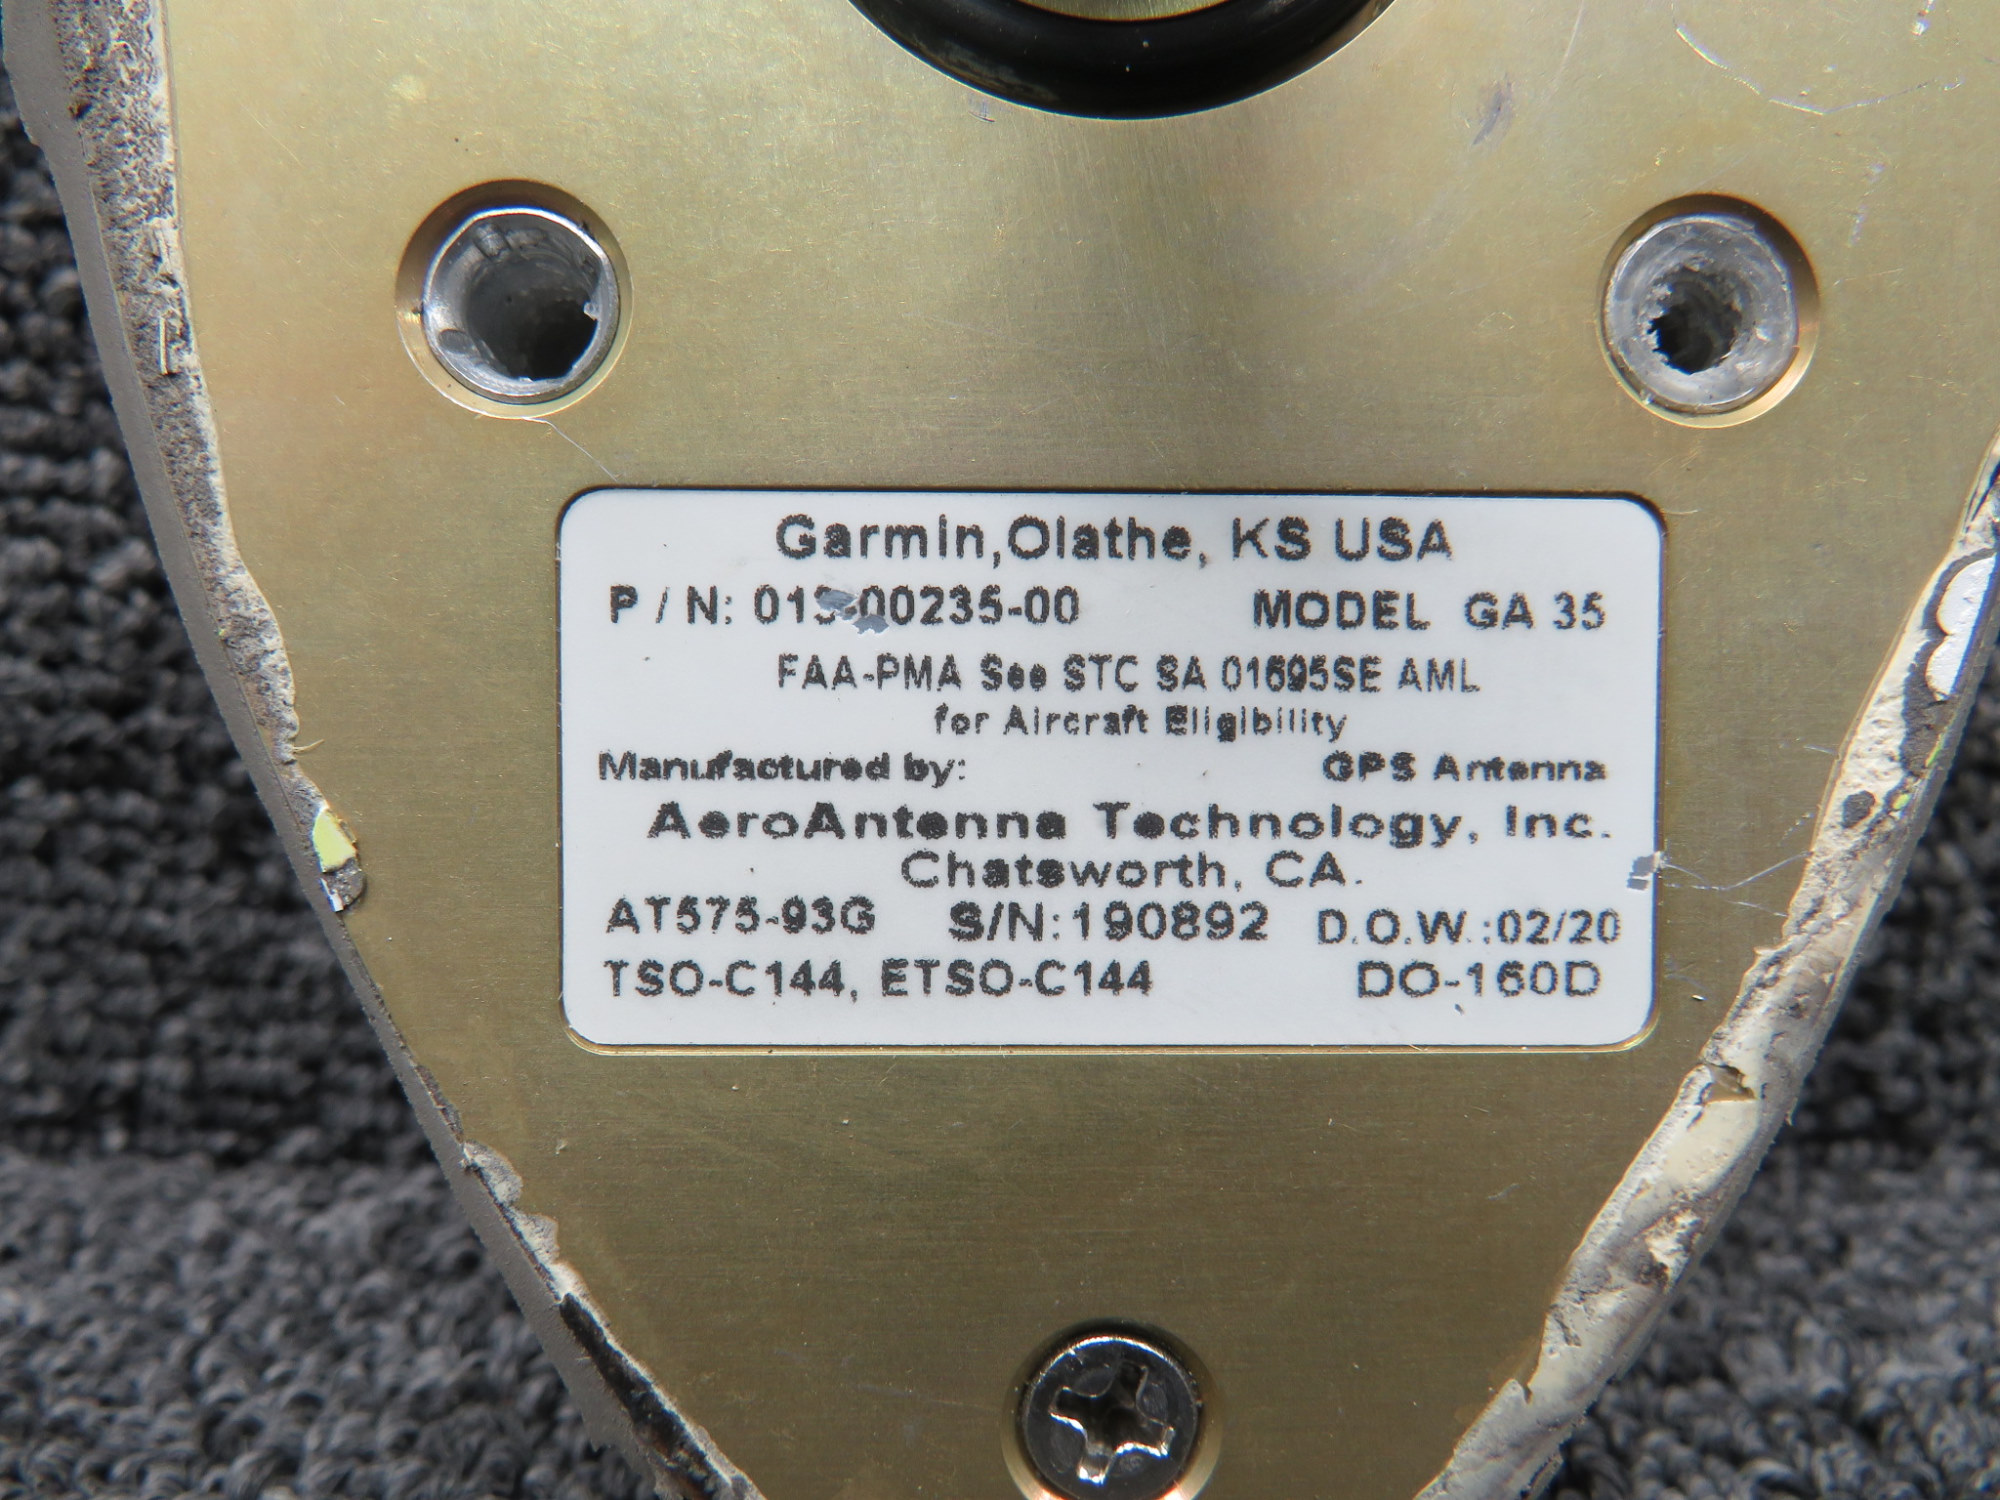 Garmin,Olathe, KS USA
P / N: 013-00235-00 MODEL GA 35
FAA-PMA See STC SA 01695SE AML
for Aircraft Eligibility
Manufactured by: GPS Antenna
AeroAntenna Technology, Inc.
Chatsworth, CA.
AT575-93G S/N:190892 D.O.W.:02/20
TSO-C144, ETSO-C144 DO-160D